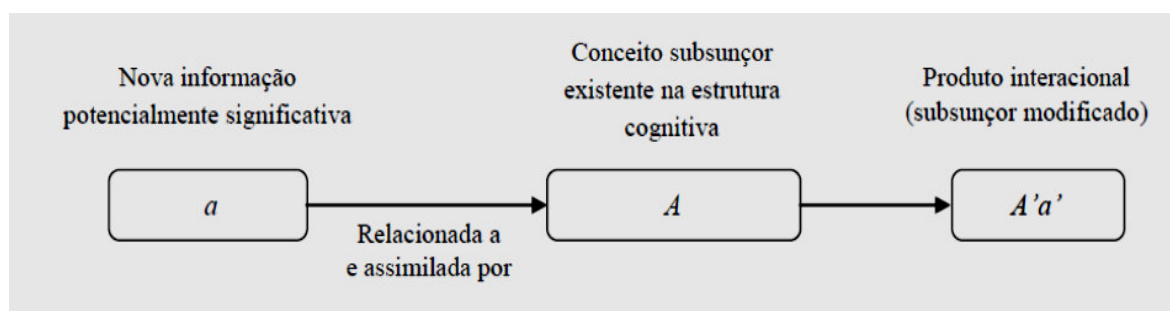 Nova informação
potencialmente significativa
Conceito subsunçor
existente na estrutura
cognitiva
Produto interacional
(subsunçor modificado)
a
Relacionada a
e assimilada por
A
A’a’